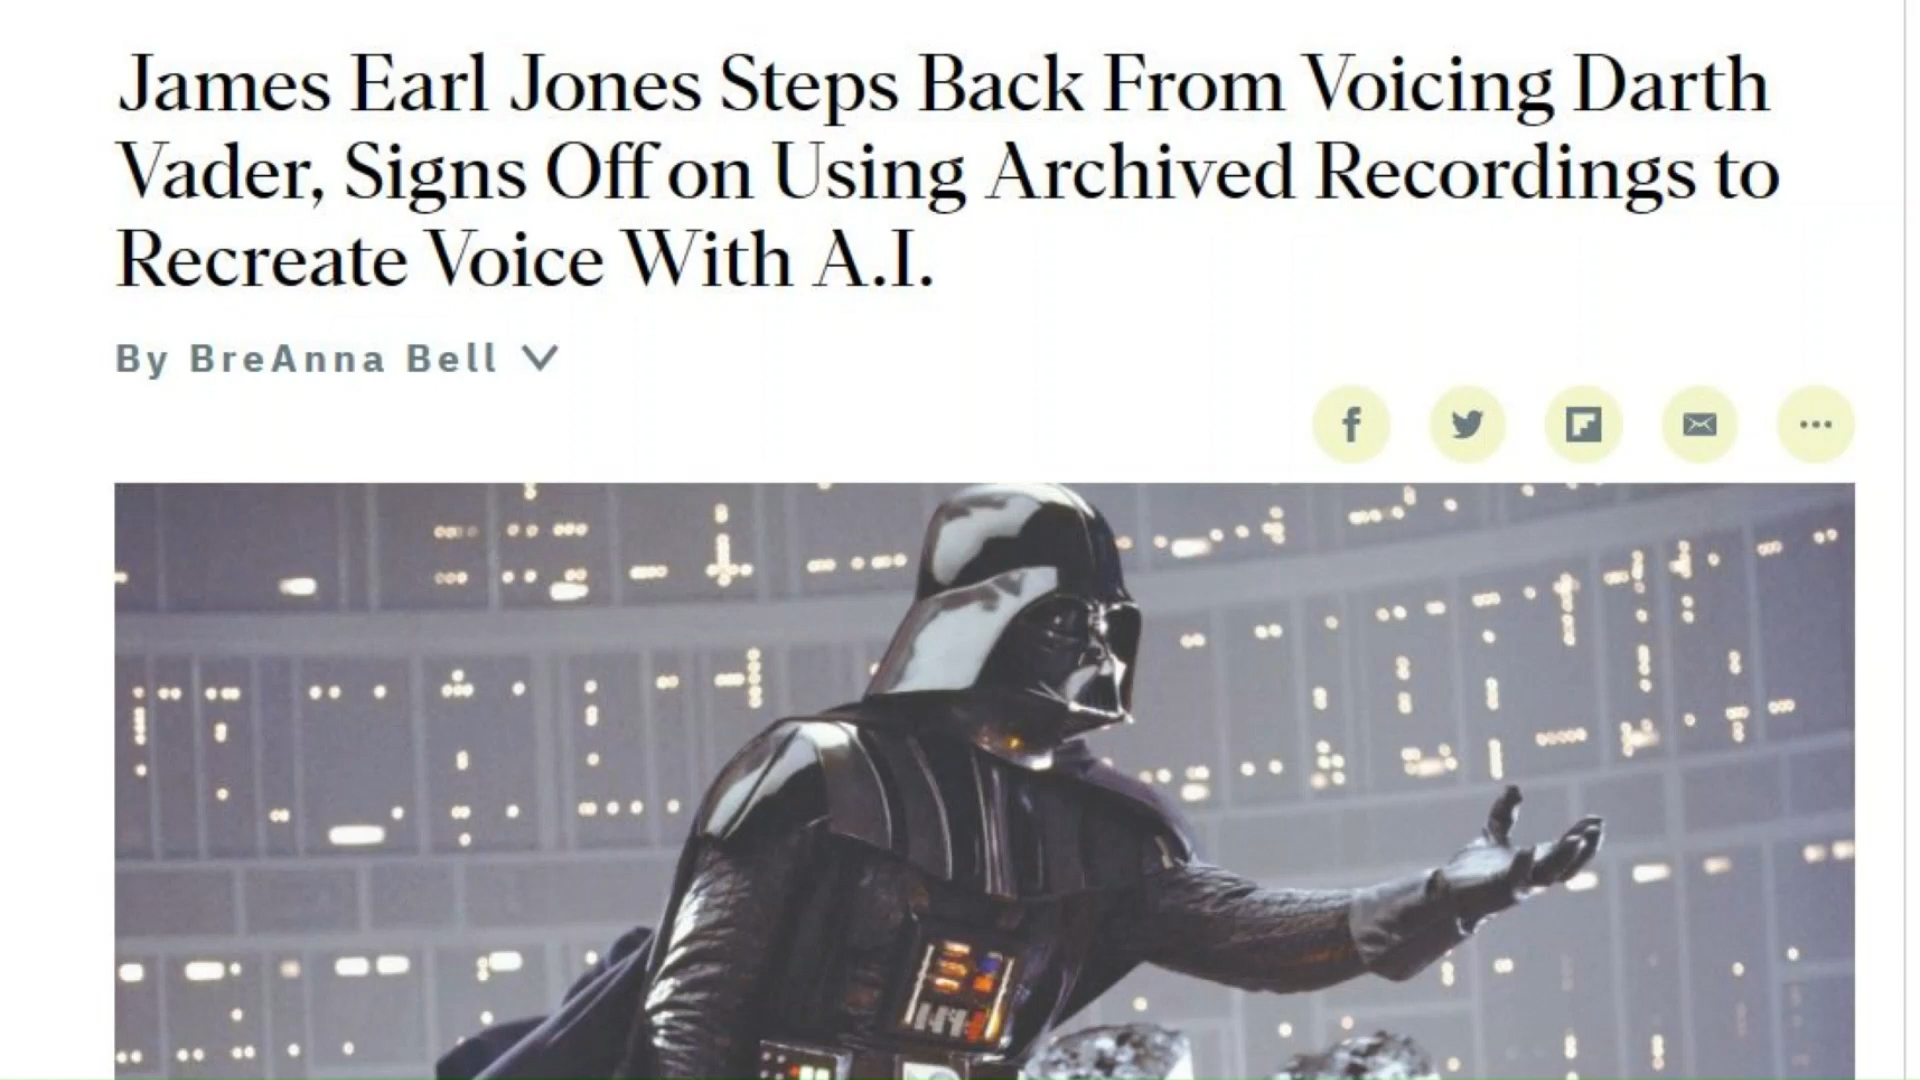 James Earl Jones Steps Back From Voicing Darth
Vader, Signs Off on Using Archived Recordings to
Recreate Voice With A.I.
By BreAnna Bell